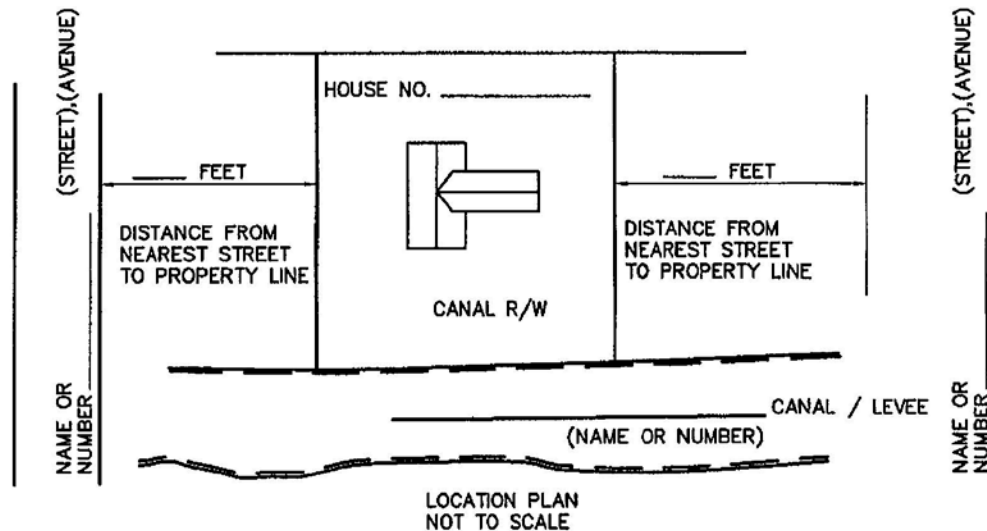 (STREET),(AVENUE)
NAME OR
NUMBER
HOUSE NO.
FEET
DISTANCE FROM
NEAREST STREET
TO PROPERTY LINE
CANAL R/W
FEET
DISTANCE FROM
NEAREST STREET
TO PROPERTY LINE
(STREET),(AVENUE)
NAME OR
NUMBER
CANAL / LEVEE
(NAME OR NUMBER)
LOCATION PLAN
NOT TO SCALE